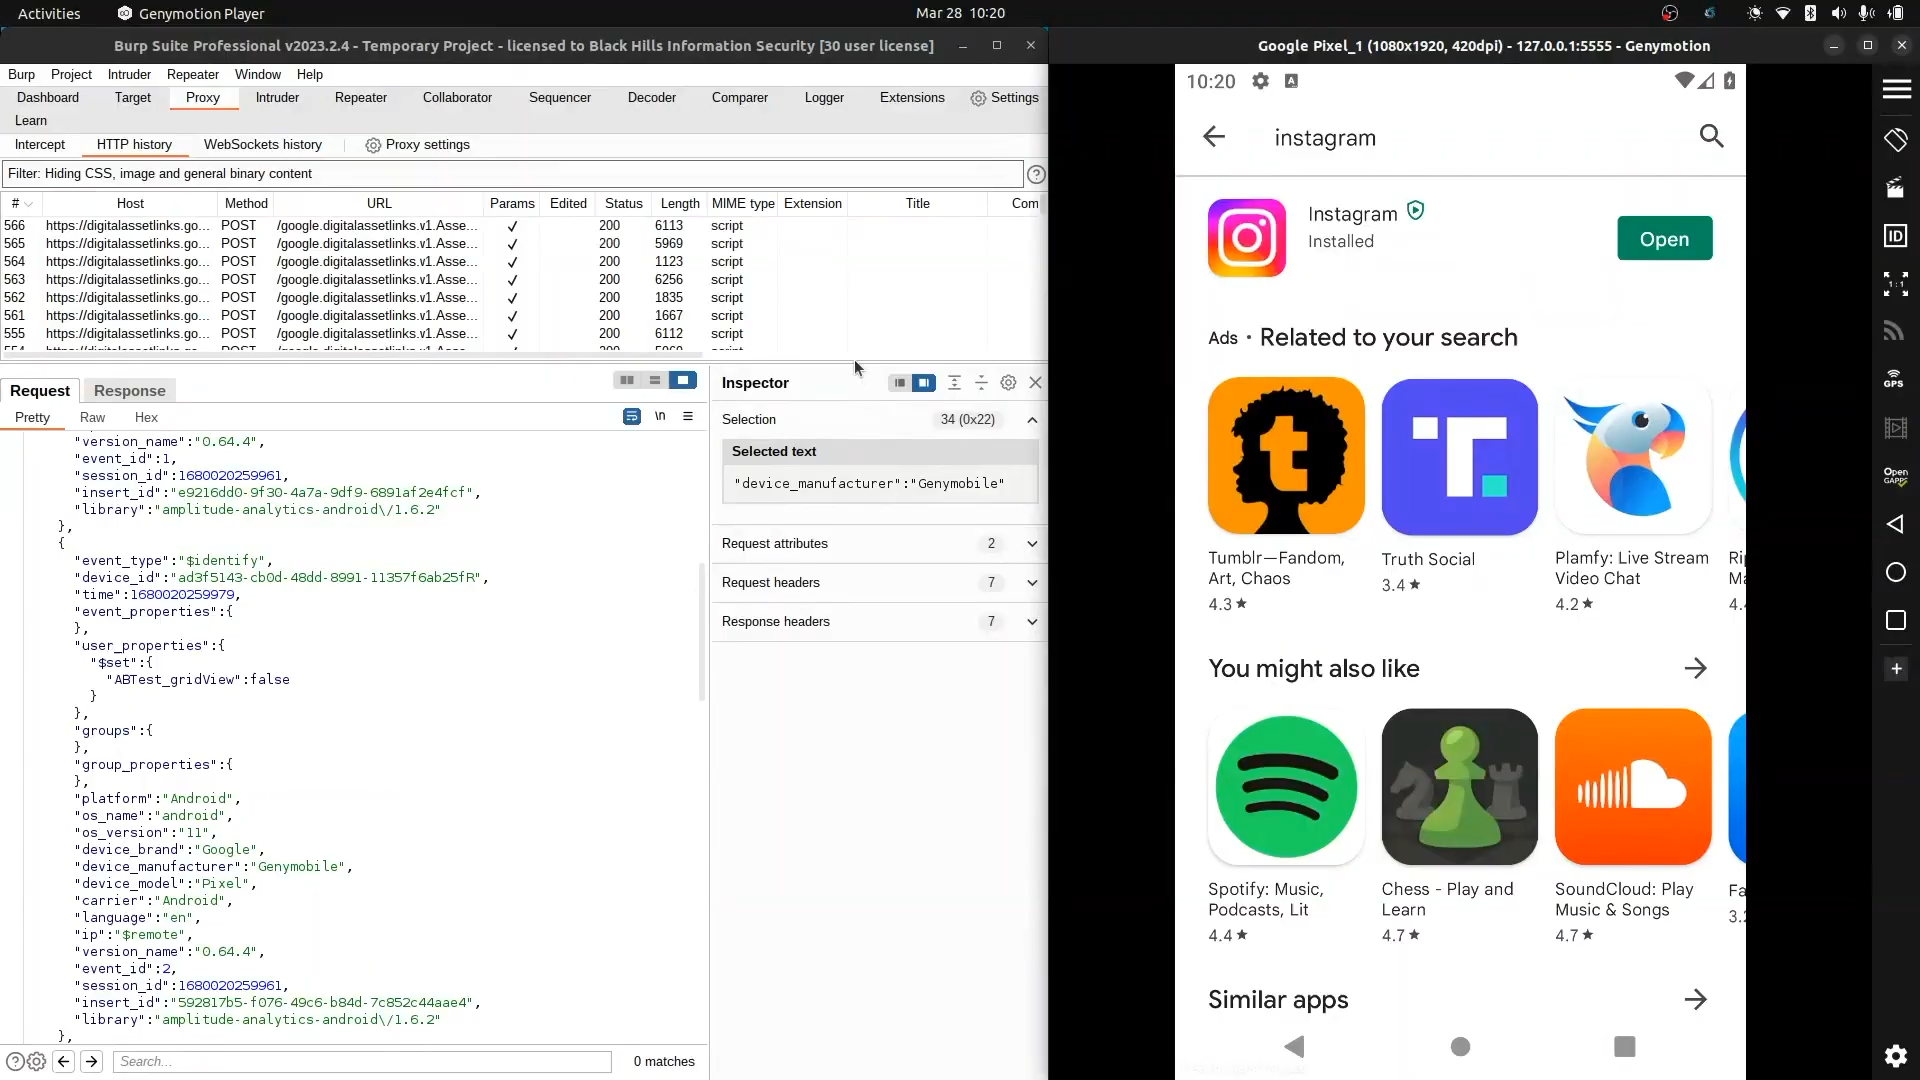 Activities Genymotion Player Mar 28 10:20
Burp Suite Professional v2023.2.4 - Temporary Project - licensed to Black Hills Information Security [30 user license]
Burp Project Intruder Repeater Window Help
Dashboard Target Proxy Intruder Repeater Collaborator Sequencer Decoder Comparer Logger Extensions Settings
Learn
Intercept HTTP history WebSockets history Proxy settings
Filter: Hiding CSS, image and general binary content
# Host Method URL Params Edited Status Length MIME type Extension Title Com
566 https://digitalassetlinks.go... POST /google.digitalassetlinks.v1.Asse... ✓ 200 6113 script
565 https://digitalassetlinks.go... POST /google.digitalassetlinks.v1.Asse... ✓ 200 5969 script
564 https://digitalassetlinks.go... POST /google.digitalassetlinks.v1.Asse... ✓ 200 1123 script
563 https://digitalassetlinks.go... POST /google.digitalassetlinks.v1.Asse... ✓ 200 6256 script
562 https://digitalassetlinks.go... POST /google.digitalassetlinks.v1.Asse... ✓ 200 1835 script
561 https://digitalassetlinks.go... POST /google.digitalassetlinks.v1.Asse... ✓ 200 1667 script
555 https://digitalassetlinks.go... POST /google.digitalassetlinks.v1.Asse... ✓ 200 6112 script
Request Response
Pretty Raw Hex \n
"version_name":"0.64.4",
"event_id":1,
"session_id":1680020259961,
"insert_id":"e9216dd0-9f30-4a7a-9df9-6891af2e4fcf",
"library":"amplitude-analytics-android\/1.6.2"
},
{
"event_type":"$identify",
"device_id":"ad3f5143-cb0d-48dd-8991-11357f6ab25fR",
"time":1680020259979,
"event_properties":{
},
"user_properties":{
"$set":{
"ABTest_gridView":false
}
},
"groups":{
},
"group_properties":{
},
"platform":"Android",
"os_name":"android",
"os_version":"11",
"device_brand":"Google",
"device_manufacturer":"Genymobile",
"device_model":"Pixel",
"carrier":"Android",
"language":"en",
"ip":"$remote",
"version_name":"0.64.4",
"event_id":2,
"session_id":1680020259961,
"insert_id":"592817b5-f076-49c6-b84d-7c852c44aae4",
"library":"amplitude-analytics-android\/1.6.2"
},
Search... 0 matches
Inspector
Selection 34 (0x22)
Selected text
"device_manufacturer":"Genymobile"
Request attributes 2
Request headers 7
Response headers 7
Google Pixel_1 (1080x1920, 420dpi) - 127.0.0.1:5555 - Genymotion
10:20
instagram
Instagram
Installed
Open
Ads • Related to your search
Tumblr—Fandom, Art, Chaos
4.3 ★
Truth Social
3.4 ★
Plamfy: Live Stream Video Chat
4.2 ★
You might also like
Spotify: Music, Podcasts, Lit
4.4 ★
Chess - Play and Learn
4.7 ★
SoundCloud: Play Music & Songs
4.7 ★
Fa
3.2
Similar apps
ID
1:1
GPS
Open
GAPPS